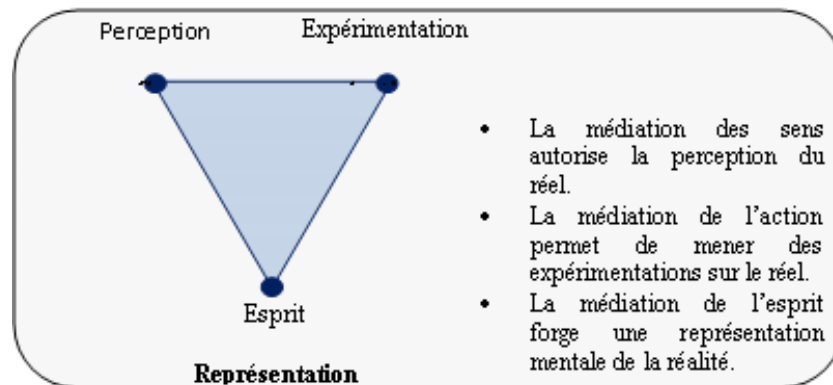 Perception
Expérimentation
Esprit
Représentation
• La médiation des sens
autorise la perception du
réel.
• La médiation de l'action
permet de mener des
expérimentations sur le réel.
• La médiation de l'esprit
forge une représentation
mentale de la réalité.